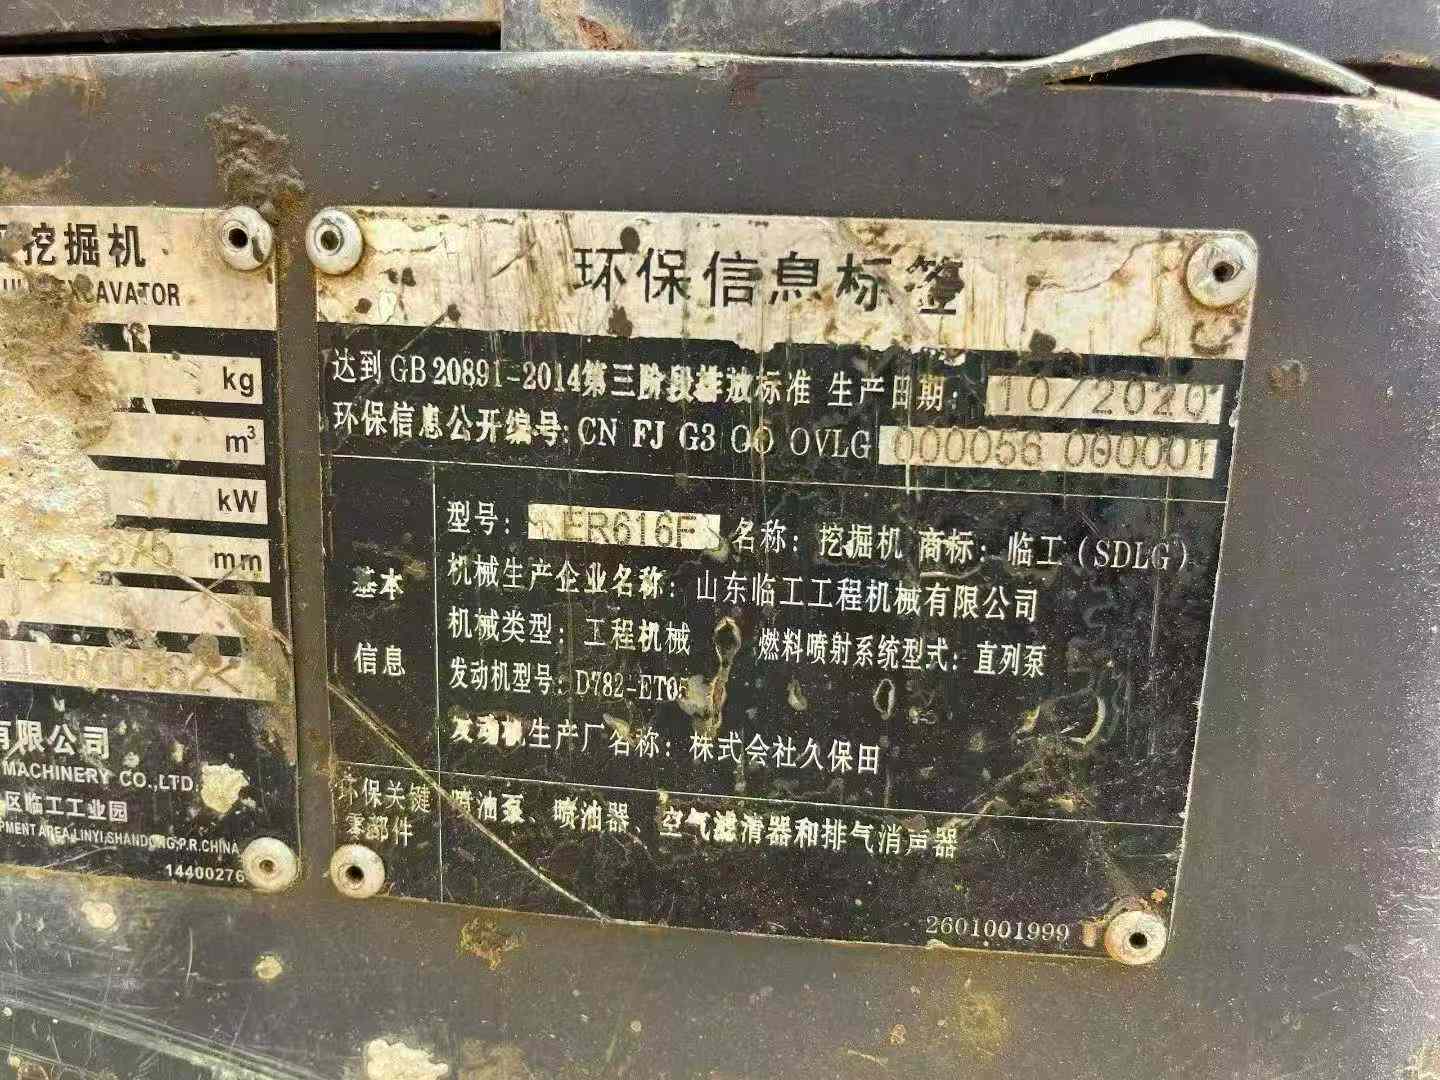 挖掘机
EXCAVATOR
kg
m³
kW
575 mm
有限公司
MACHINERY CO.,LTD
区临工工业园
PMENT AREA,LINYI,SHANDONG,P.R.CHINA
14400276
环保信息标签
达到GB 20891-2014第三阶段排放标准 生产日期: 10/2020
环保信息公开编号: CN FJ G3 00 0VLG 000056 000001
基本
信息
型号: ER616F 名称: 挖掘机 商标: 临工(SDLG)
机械生产企业名称: 山东临工工程机械有限公司
机械类型: 工程机械 燃料喷射系统型式: 直列泵
发动机型号: D782-ET05
发动机生产厂名称: 株式会社久保田
环保关键
零部件
喷油泵、喷油器、空气滤清器和排气消声器
2601001999